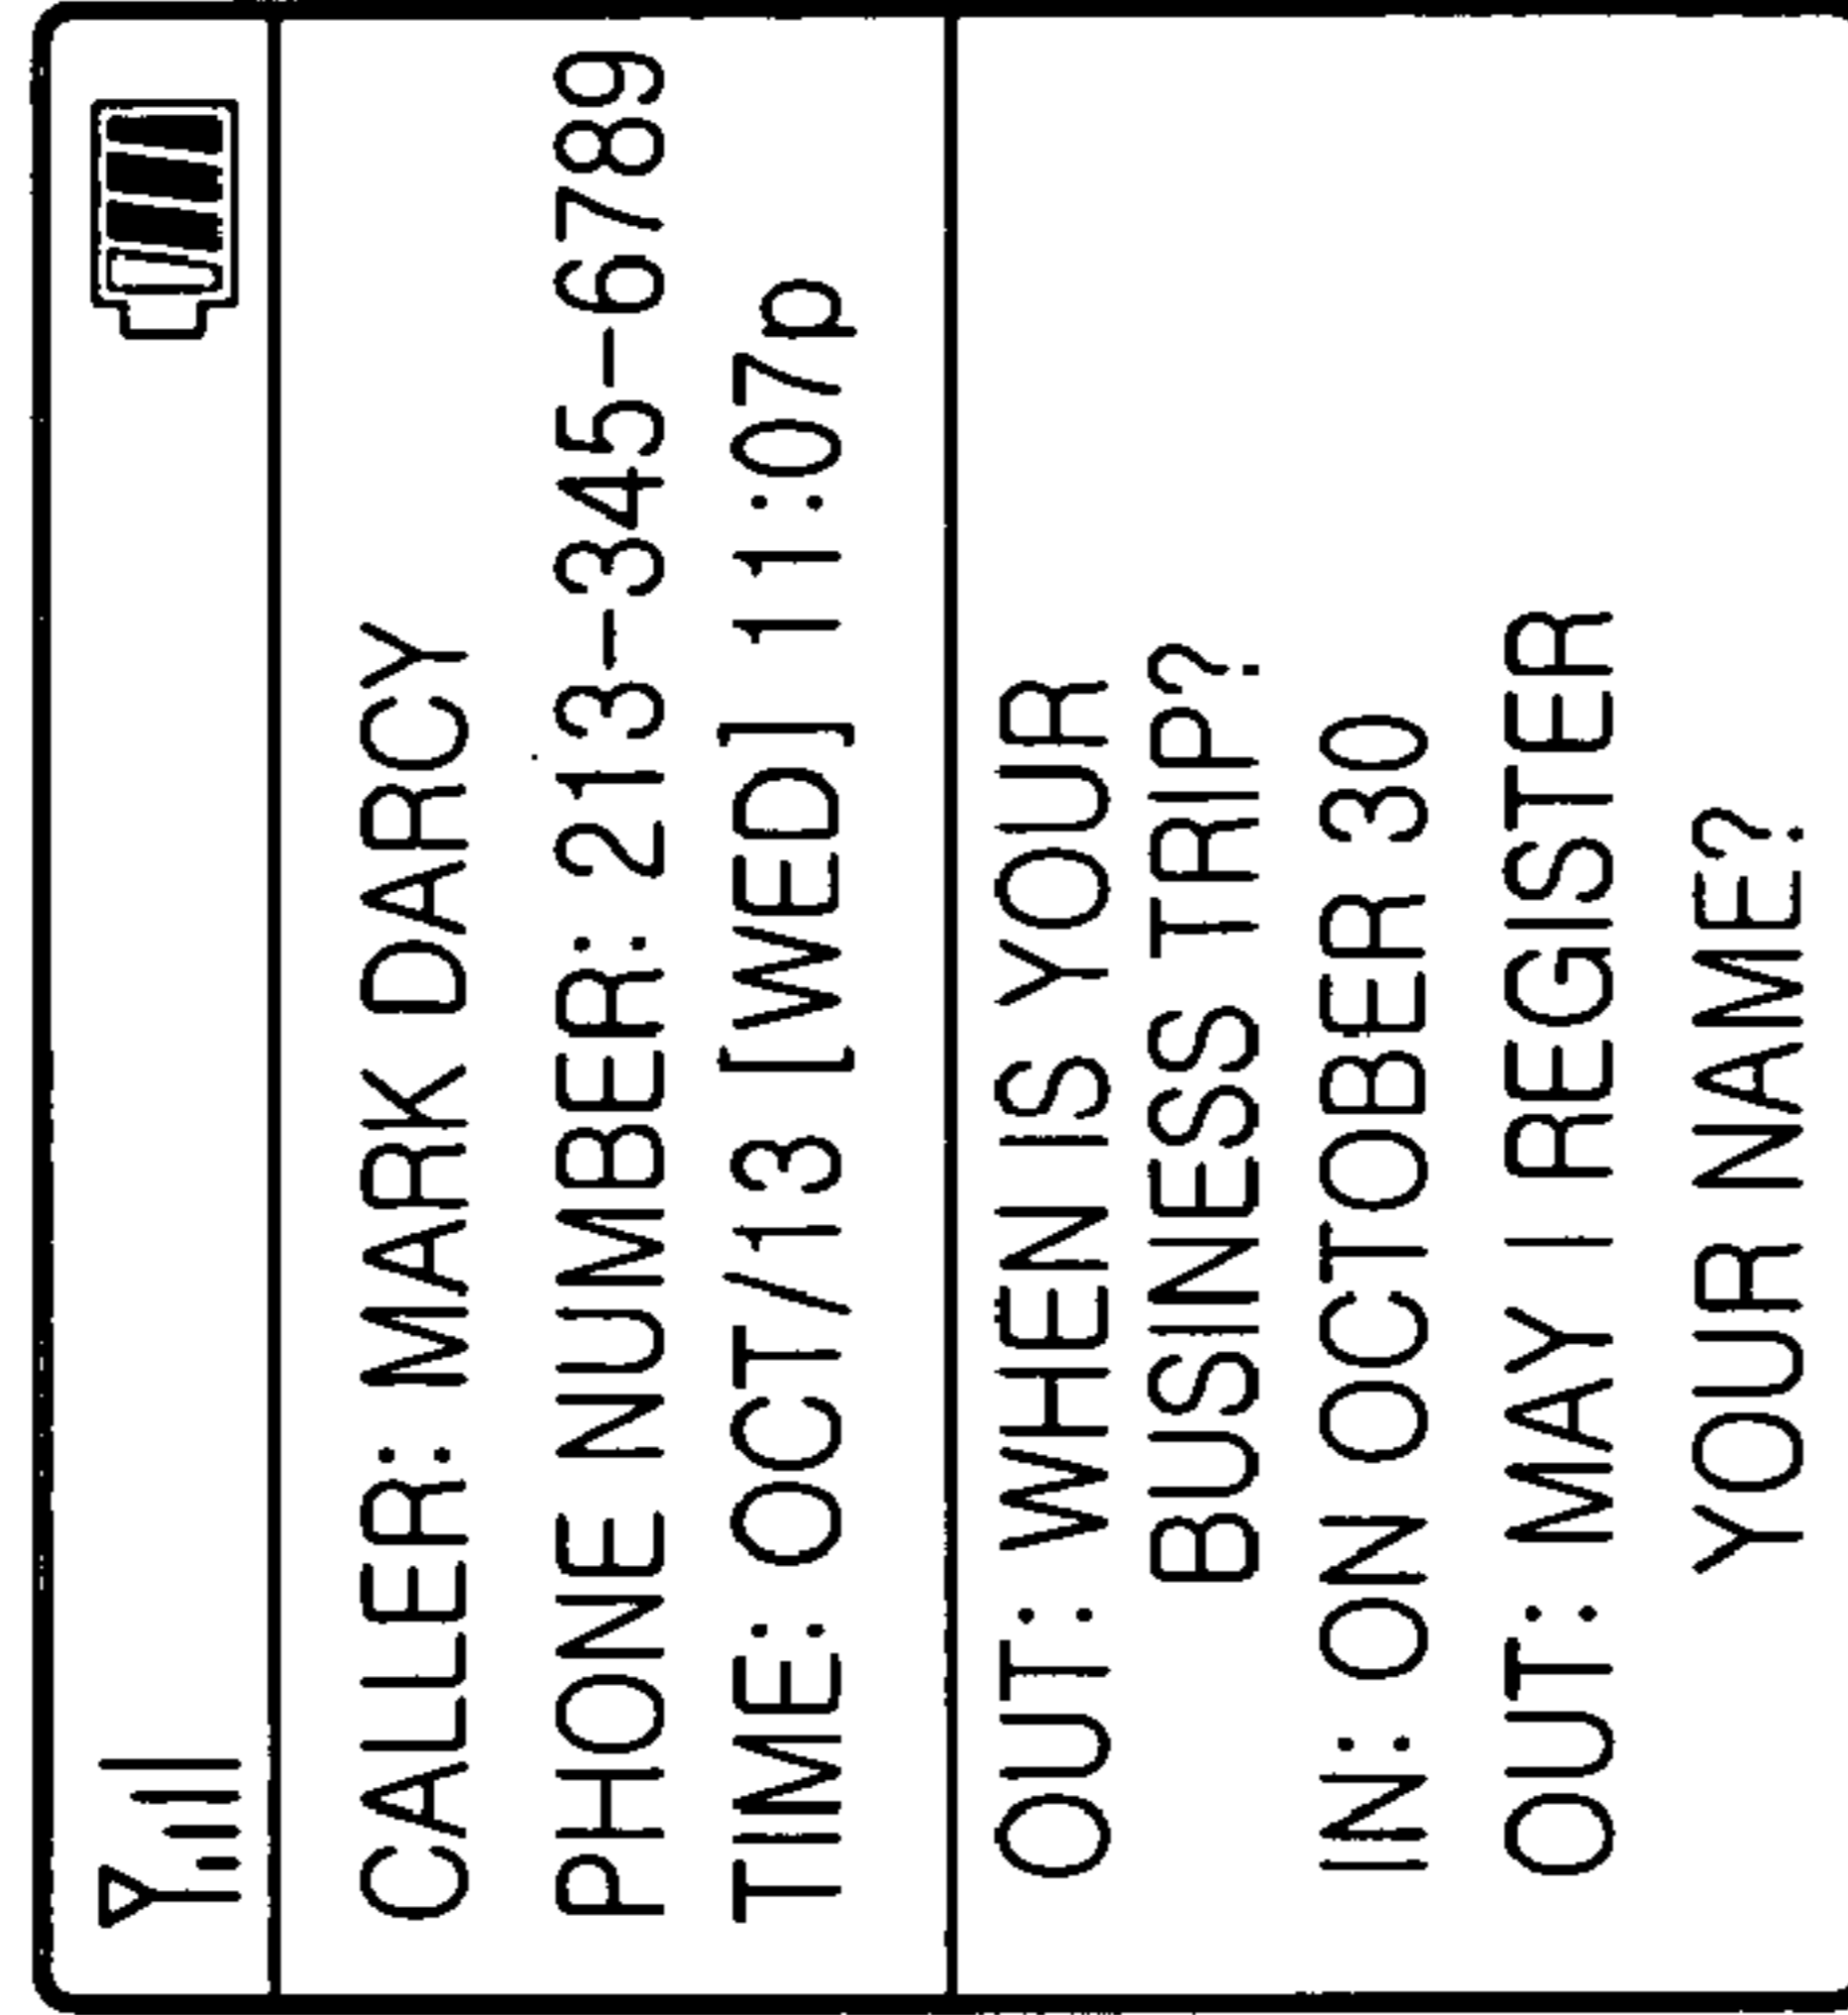 CALLER: MARK DARCY
PHONE NUMBER: 213-345-6789
TIME: OCT/13 [WED] 11:07p
OUT: WHEN IS YOUR
BUSINESS TRIP?
IN: ON OCTOBER 30
OUT: MAY I REGISTER
YOUR NAME?